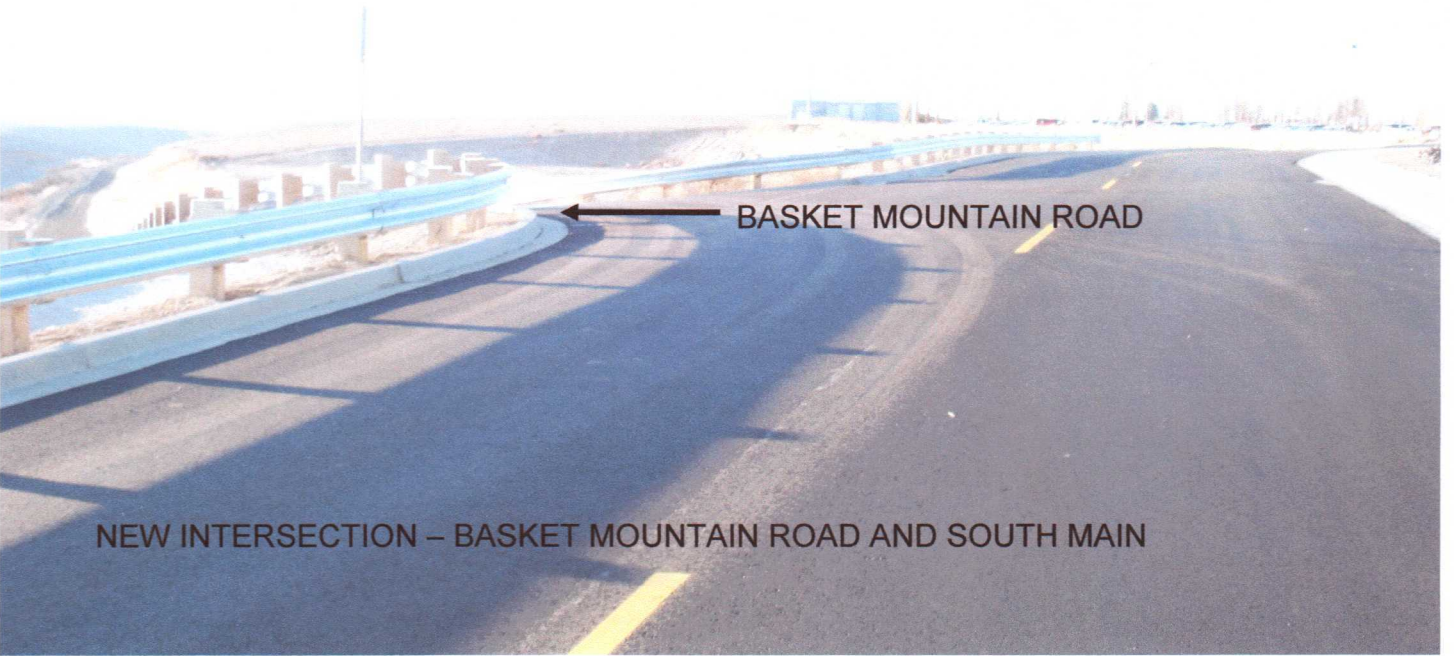 BASKET MOUNTAIN ROAD
NEW INTERSECTION – BASKET MOUNTAIN ROAD AND SOUTH MAIN